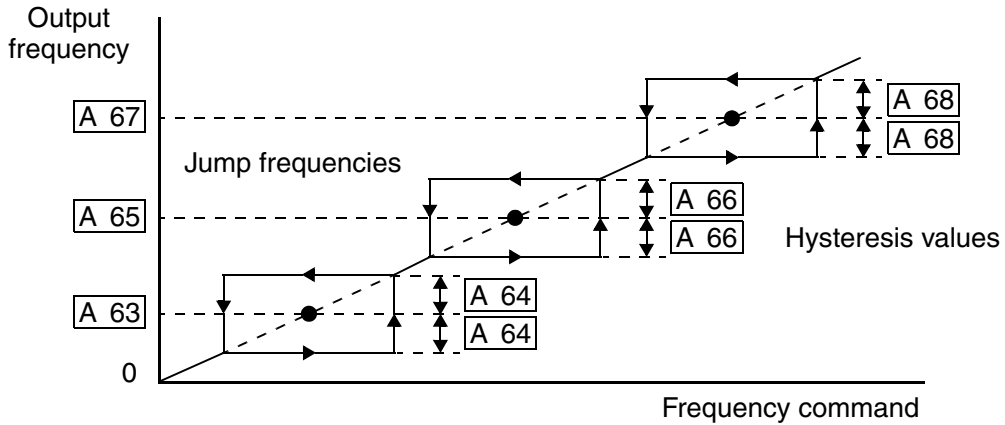 Output
frequency
A 67
A 68
A 68
Jump frequencies
A 65
A 66
A 66
Hysteresis values
A 63
A 64
A 64
0
Frequency command